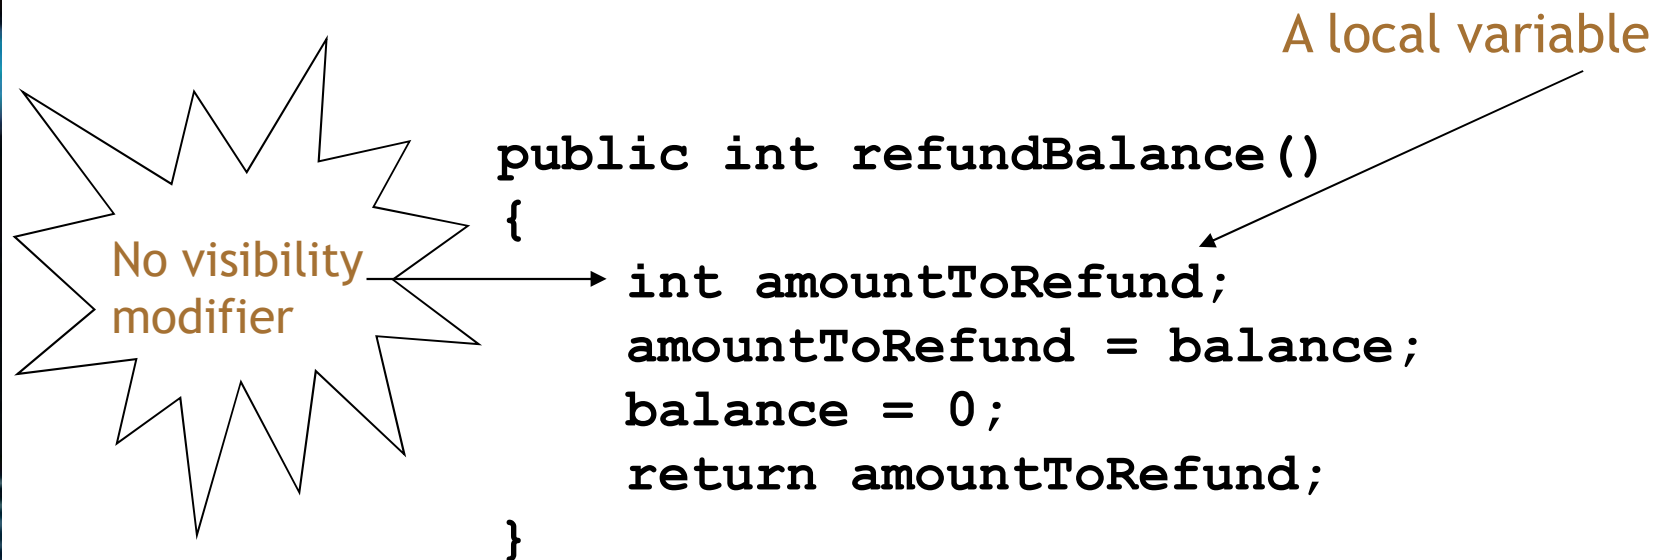 A local variable
public int refundBalance()
{
No visibility
modifier
int amountToRefund;
amountToRefund = balance;
balance = 0;
return amountToRefund;
}